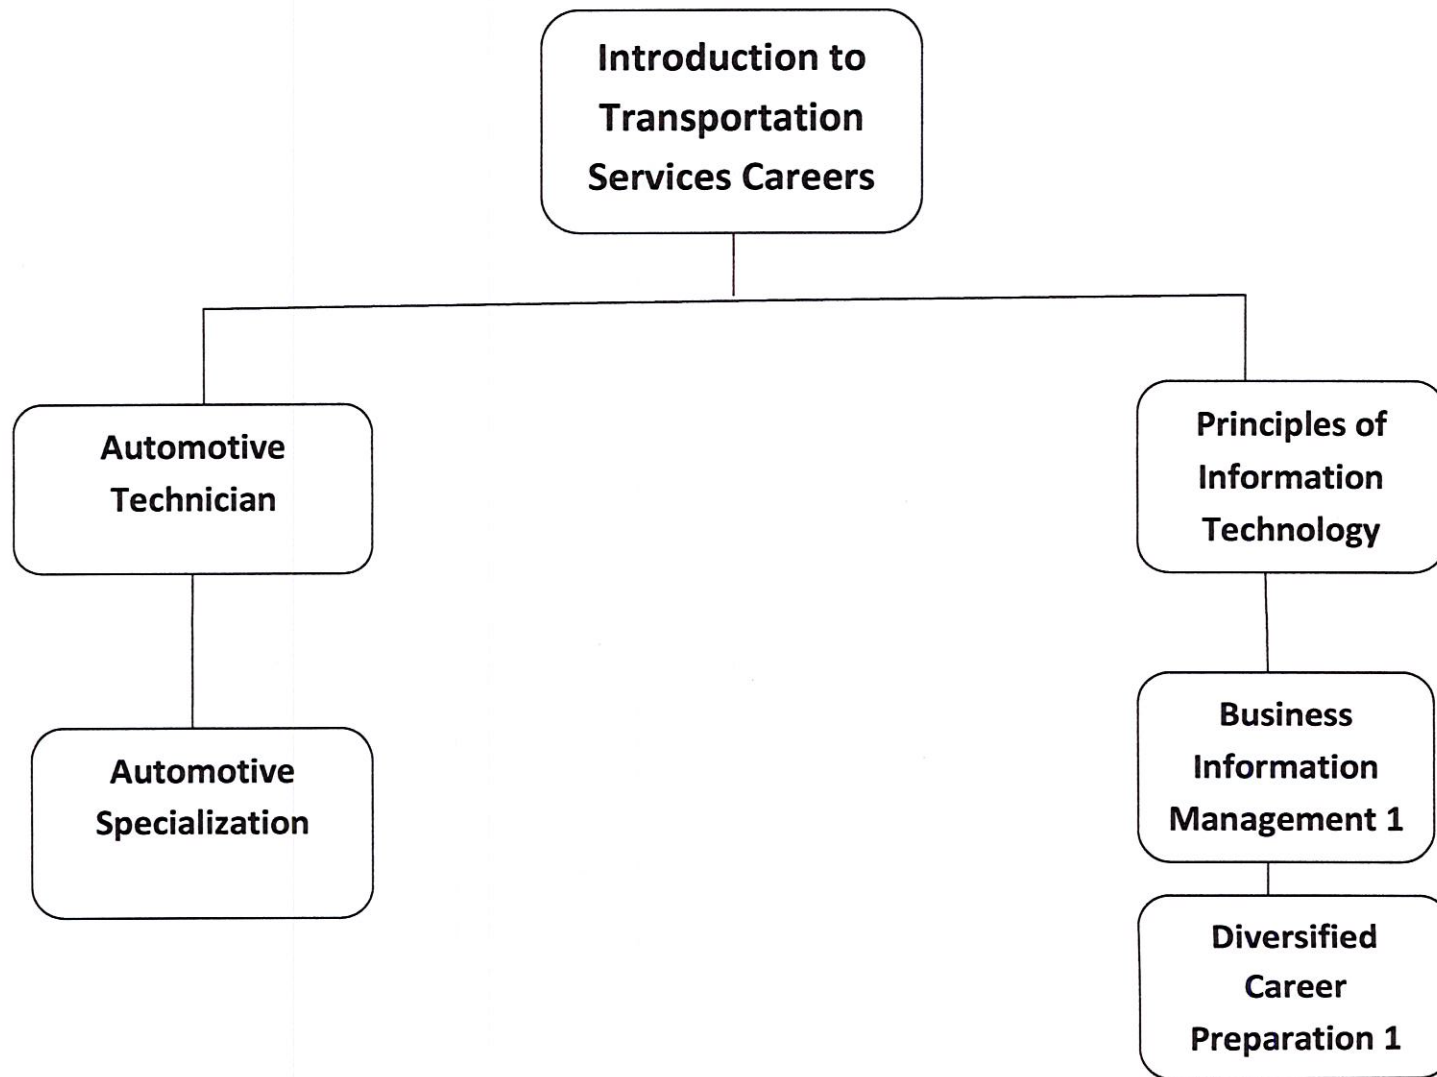 Introduction to
Transportation
Services Careers
Automotive
Technician
Principles of
Information
Technology
Automotive
Specialization
Business
Information
Management 1
Diversified
Career
Preparation 1